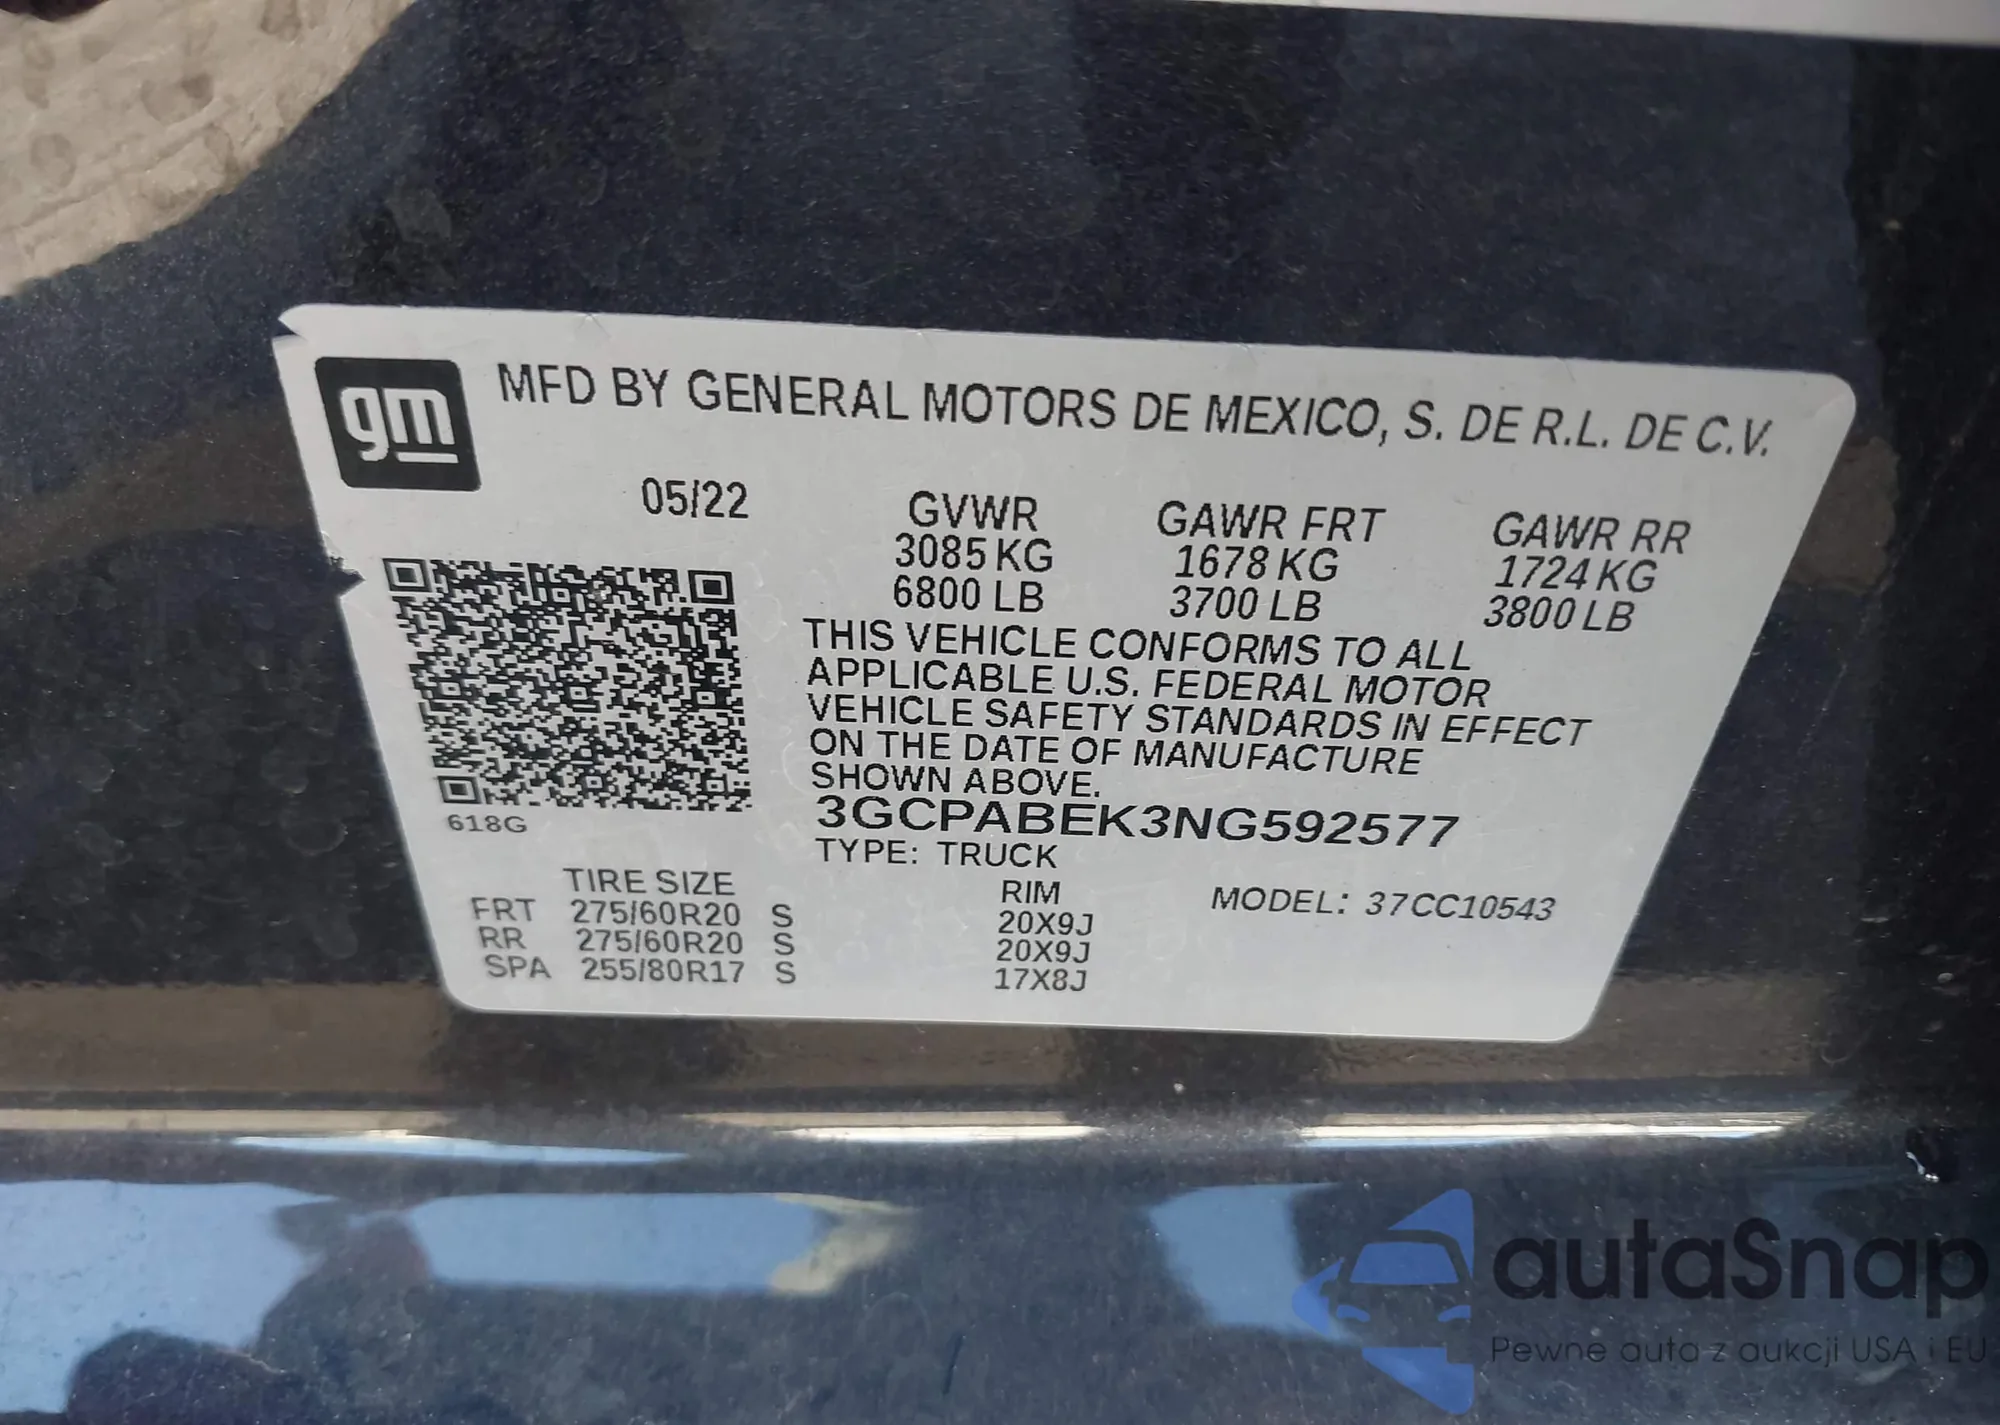 gm
MFD BY GENERAL MOTORS DE MEXICO, S. DE R.L. DE C.V.
05/22
GVWR GAWR FRT GAWR RR
3085 KG 1678 KG 1724 KG
6800 LB 3700 LB 3800 LB
THIS VEHICLE CONFORMS TO ALL
APPLICABLE U.S. FEDERAL MOTOR
VEHICLE SAFETY STANDARDS IN EFFECT
ON THE DATE OF MANUFACTURE
SHOWN ABOVE.
3GCPABEK3NG592577
618G
TYPE: TRUCK
TIRE SIZE RIM MODEL: 37CC10543
FRT 275/60R20 S 20X9J
RR 275/60R20 S 20X9J
SPA 255/80R17 S 17X8J
autaSnap
Pewne auta z aukcji USA i EU